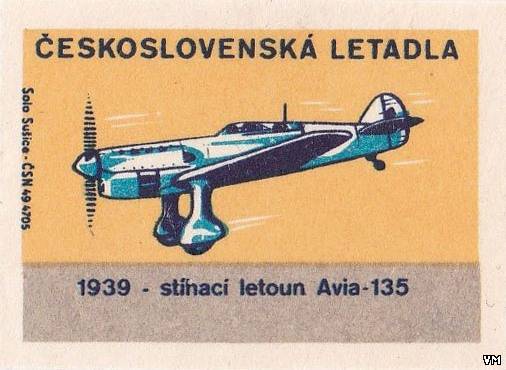 ČESKOSLOVENSKÁ LETADLA
Solo Sušice - ČSN 49 4705
1939 - stíhací letoun Avia-135
VM